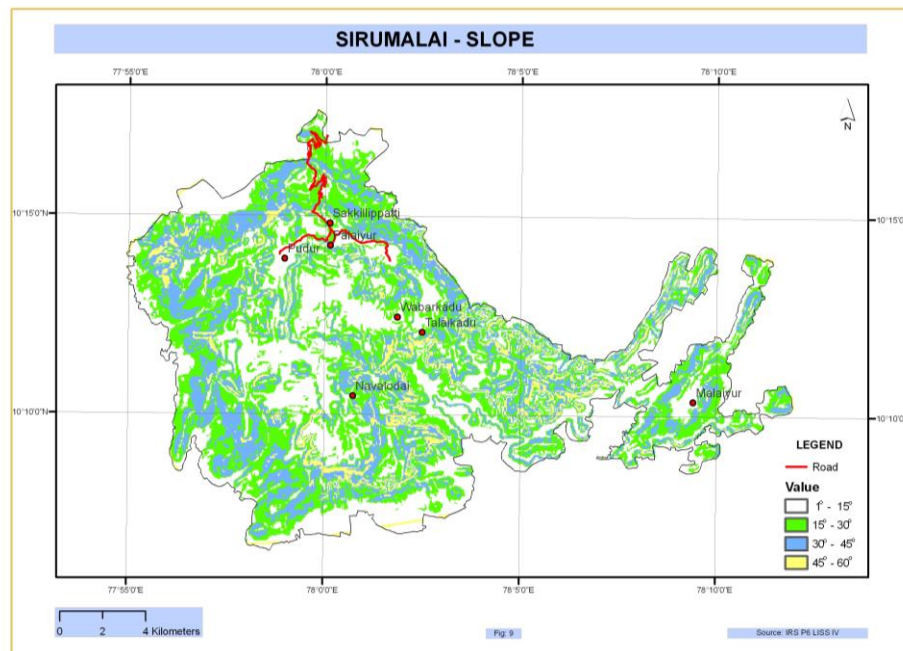 SIRUMALAI - SLOPE
77°55'0"E 78°0'0"E 78°5'0"E 78°10'0"E
N
10°15'0"N 10°15'0"N
Sakkiilippatti
Palaiyur
Pudur
Wabarkadu
Talaikadu
Navalodai
Malaiyur
10°10'0"N 10°10'0"N
LEGEND
Road
Value
1° - 15°
15° - 30°
30° - 45°
45° - 60°
77°55'0"E 78°0'0"E 78°5'0"E 78°10'0"E
0 2 4 Kilometers
Fig: 9
Source: IRS P6 LISS IV